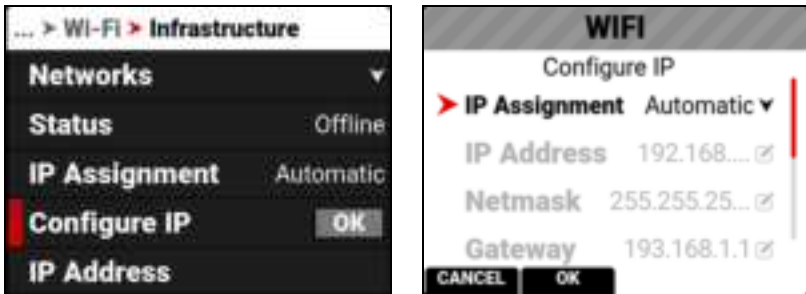 ... > Wi-Fi > Infrastructure
Networks
Status Offline
IP Assignment Automatic
Configure IP OK
IP Address
WIFI
Configure IP
IP Assignment Automatic
IP Address 192.168....
Netmask 255.255.25...
Gateway 193.168.1.1
CANCEL OK